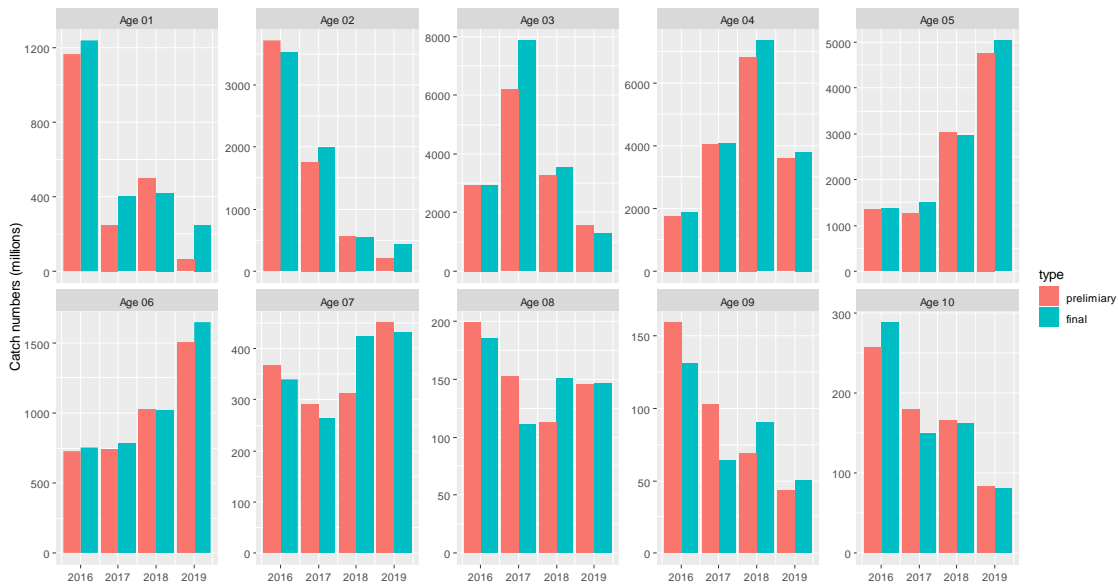 Age 01
Age 02
Age 03
Age 04
Age 05
1200
800
400
0
3000
2000
1000
0
8000
6000
4000
2000
0
6000
4000
2000
0
5000
4000
3000
2000
1000
0
Catch numbers (millions)
type
prelimiary
final
Age 06
Age 07
Age 08
Age 09
Age 10
1500
1000
500
0
400
300
200
100
0
200
150
100
50
0
150
100
50
0
300
200
100
0
2016 2017 2018 2019
2016 2017 2018 2019
2016 2017 2018 2019
2016 2017 2018 2019
2016 2017 2018 2019